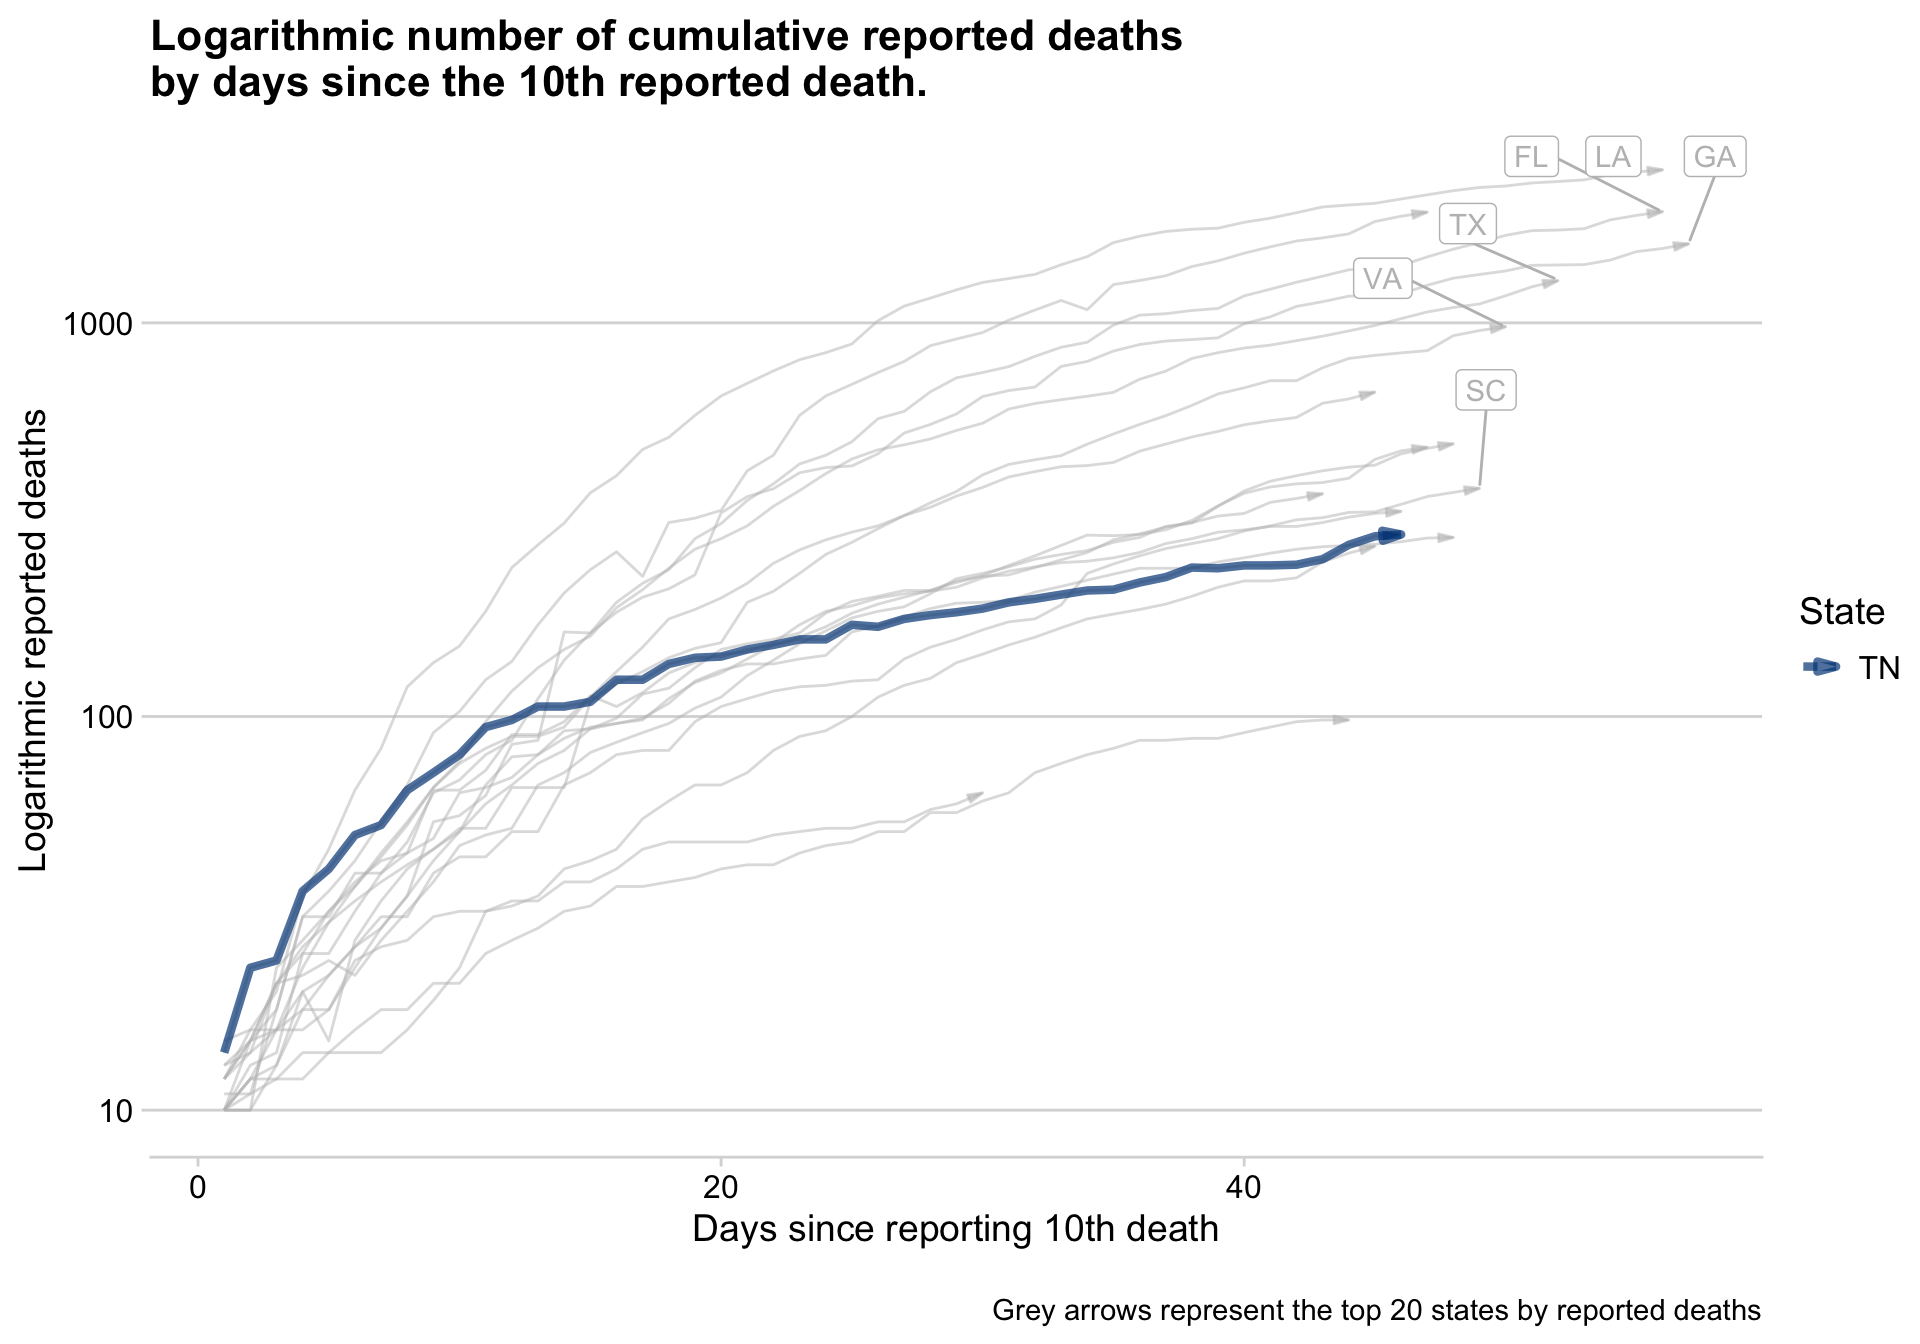 Logarithmic number of cumulative reported deaths
by days since the 10th reported death.
FL
LA
GA
TX
VA
SC
1000
100
10
Logarithmic reported deaths
0
20
40
Days since reporting 10th death
State
TN
Grey arrows represent the top 20 states by reported deaths